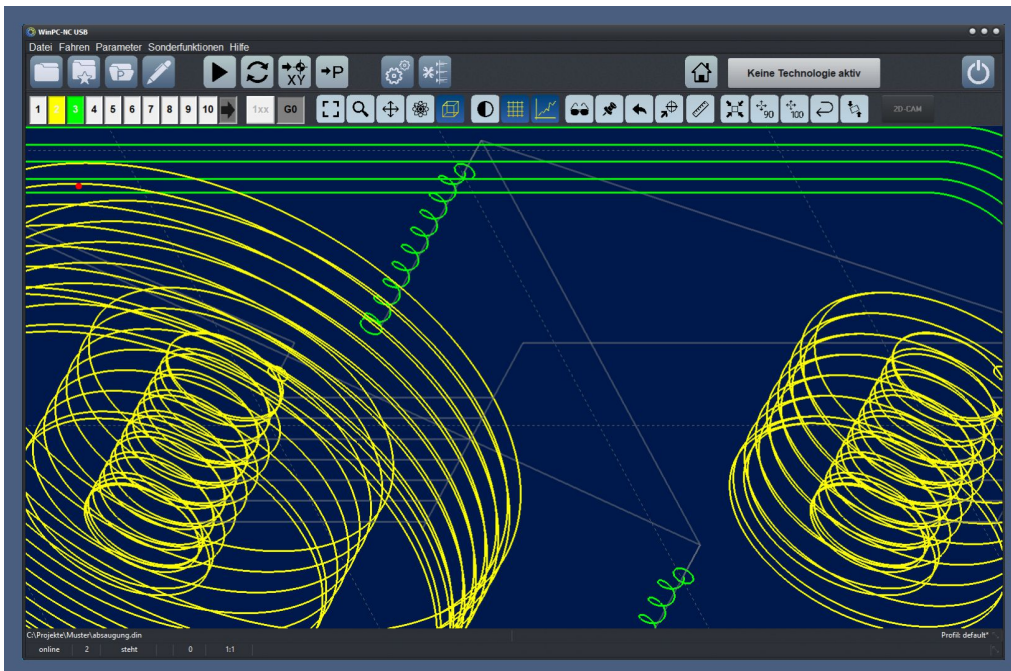 WinPC-NC USB
Datei Fahren Parameter Sonderfunktionen Hilfe
P XY P Keine Technologie aktiv
1 2 3 4 5 6 7 8 9 10 1xx G0 90 100 2D-CAM
C:\Projekte\Muster\absaugung.din Profil: default*
online 2 steht 0 1:1